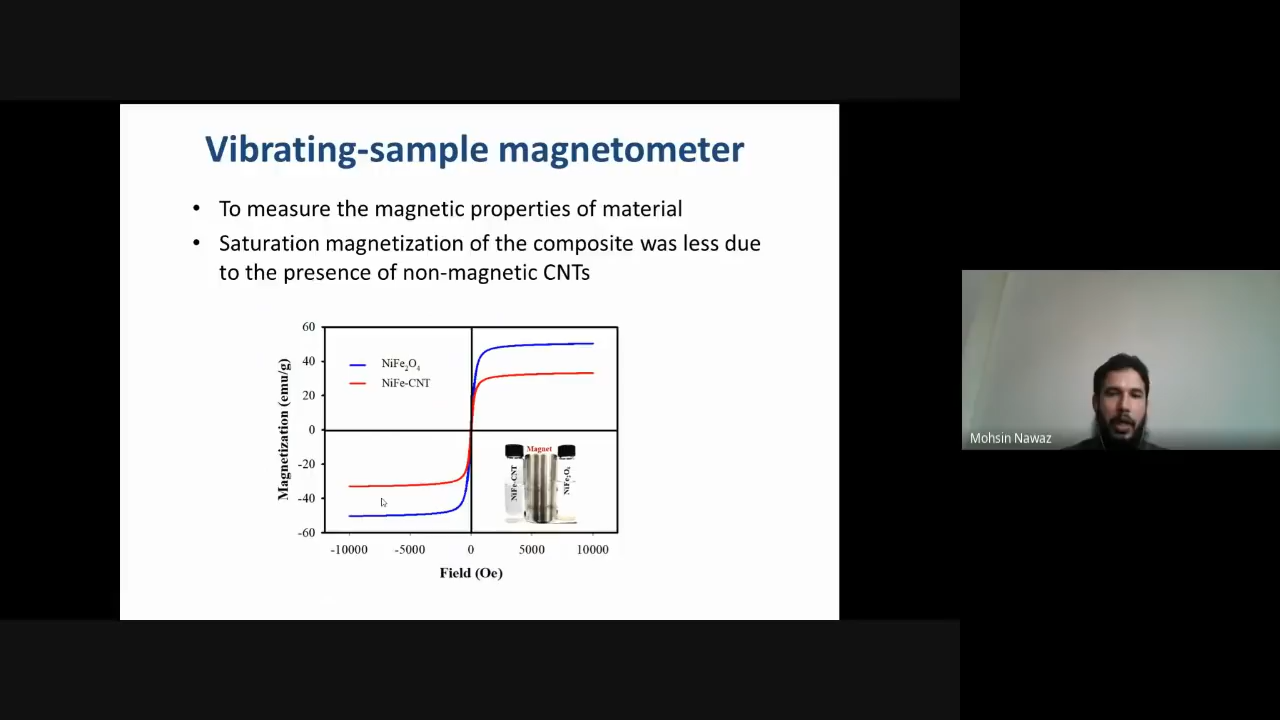 Vibrating-sample magnetometer
• To measure the magnetic properties of material
• Saturation magnetization of the composite was less due
to the presence of non-magnetic CNTs
60
40
20
0
-20
-40
-60
Magnetization (emu/g)
NiFe₂O₄
NiFe-CNT
Magnet
NiFe-CNT
NiFe₂O₄
-10000
-5000
0
5000
10000
Field (Oe)
Mohsin Nawaz